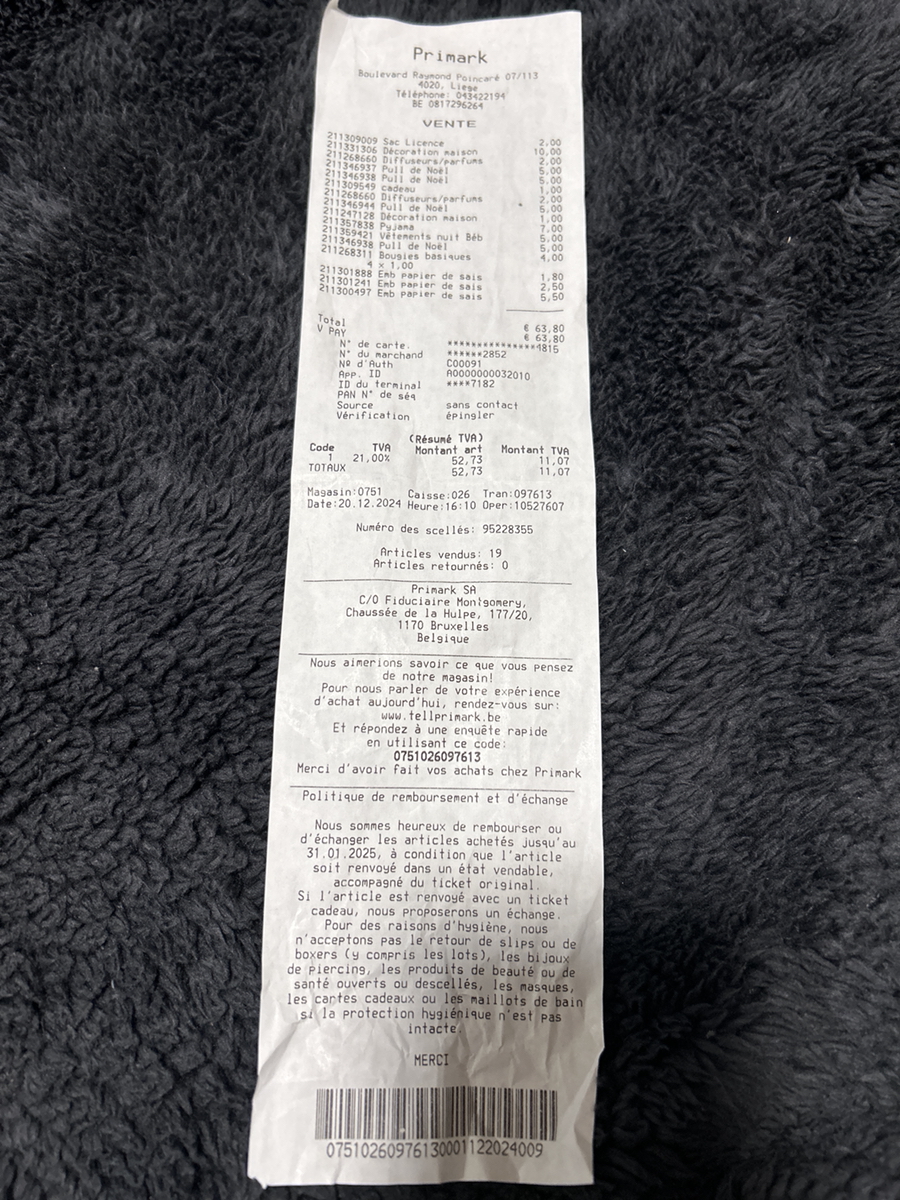 Primark
Boulevard Raymond Poincaré 07/113
4020, Liege
Téléphone: 043422194
BE 0817296264
VENTE
211309009 Sac Licence 2,00
211331306 Décoration maison 10,00
211268660 Diffuseurs/parfums 2,00
211346937 Pull de Noël 5,00
211346938 Pull de Noël 5,00
211309549 cadeau 1,00
211268660 Diffuseurs/parfums 2,00
211346944 Pull de Noël 5,00
211247128 Décoration maison 1,00
211357838 Pyjama 7,00
211359421 Vêtements nuit Béb 5,00
211346938 Pull de Noël 5,00
211268311 Bougies basiques 4,00
4 x 1,00
211301888 Emb papier de sais 1,80
211301241 Emb papier de sais 2,50
211300497 Emb papier de sais 5,50
Total € 63,80
V PAY € 63,80
N° de carte. ***************4815
N° du marchand ******2852
Nº d'Auth C00091
App. ID A0000000032010
ID du terminal ****7182
PAN N° de séq
Source sans contact
Vérification épingler
(Résumé TVA)
Code TVA Montant art Montant TVA
1 21,00% 52,73 11,07
TOTAUX 52,73 11,07
Magasin:0751 Caisse:026 Tran:097613
Date:20.12.2024 Heure:16:10 Oper:10527607
Numéro des scellés: 95228355
Articles vendus: 19
Articles retournés: 0
Primark SA
C/O Fiduciaire Montgomery,
Chaussée de la Hulpe, 177/20,
1170 Bruxelles
Belgique
Nous aimerions savoir ce que vous pensez
de notre magasin!
Pour nous parler de votre expérience
d'achat aujourd'hui, rendez-vous sur:
www.tellprimark.be
Et répondez à une enquête rapide
en utilisant ce code:
0751026097613
Merci d'avoir fait vos achats chez Primark
Politique de remboursement et d'échange
Nous sommes heureux de rembourser ou
d'échanger les articles achetés jusqu'au
31.01.2025, à condition que l'article
soit renvoyé dans un état vendable,
accompagné du ticket original.
Si l'article est renvoyé avec un ticket
cadeau, nous proposerons un échange.
Pour des raisons d'hygiène, nous
n'acceptons pas le retour de slips ou de
boxers (y compris les lots), les bijoux
de piercing, les produits de beauté ou de
santé ouverts ou descellés, les masques,
les cartes cadeaux ou les maillots de bain
si la protection hygiénique n'est pas
intacte.
MERCI
07510260976130001122024009